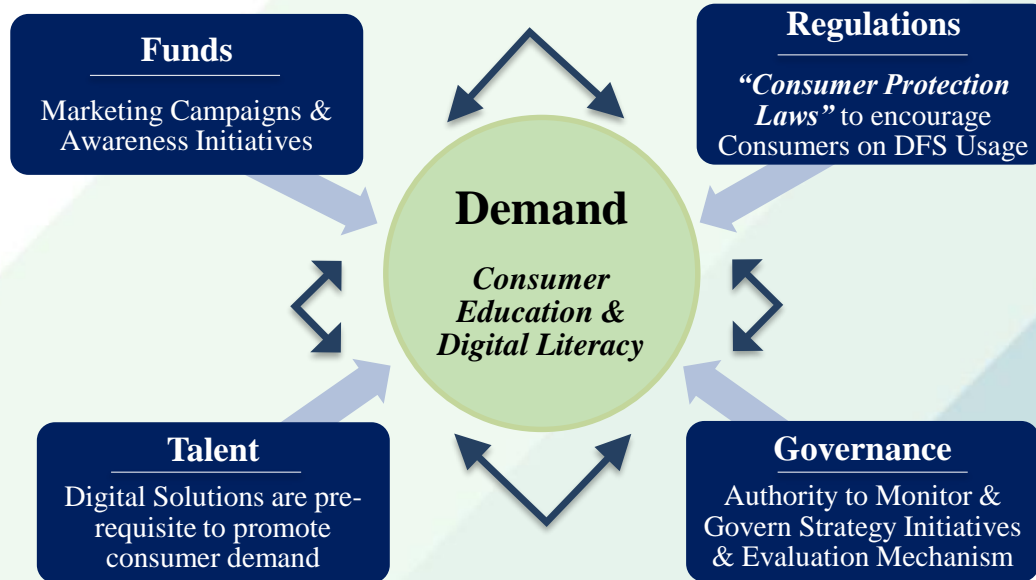 Funds
Marketing Campaigns &
Awareness Initiatives
Regulations
“Consumer Protection
Laws” to encourage
Consumers on DFS Usage
Demand
Consumer
Education &
Digital Literacy
Talent
Digital Solutions are pre-
requisite to promote
consumer demand
Governance
Authority to Monitor &
Govern Strategy Initiatives
& Evaluation Mechanism